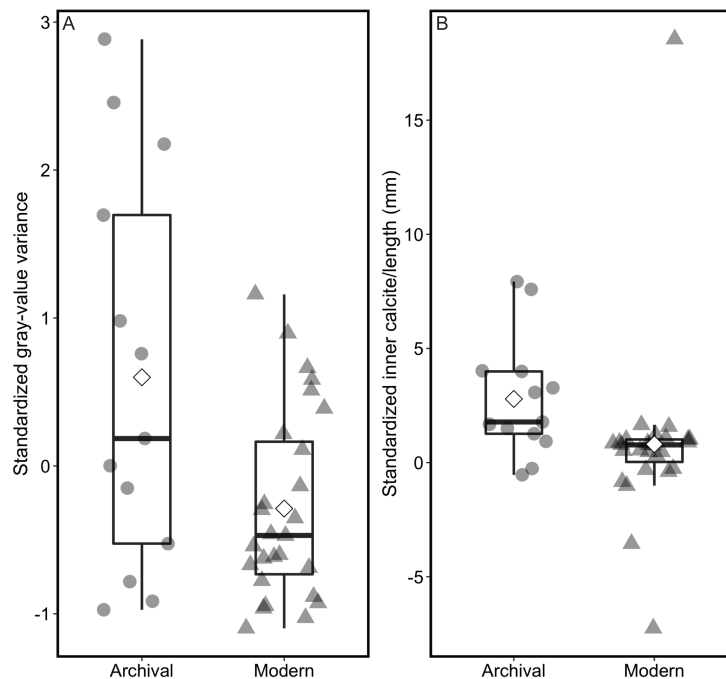 A
Standardized gray-value variance
3
2
1
0
-1
Archival Modern
B
Standardized inner calcite/length (mm)
15
10
5
0
-5
Archival Modern